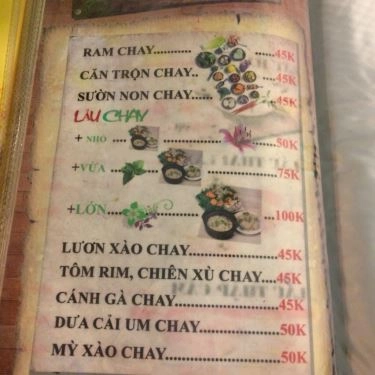 RAM CHAY............45K
CĂN TRỘN CHAY..45K
SƯỜN NON CHAY..45K
LẨU CHAY
+ NHỎ 50K
+VỪA 75K
+LỚN 100K
LƯƠN XÀO CHAY............45K
TÔM RIM, CHIÊN XÙ CHAY....45K
CÁNH GÀ CHAY...................45K
DƯA CẢI UM CHAY................50K
MỲ XÀO CHAY........................50K